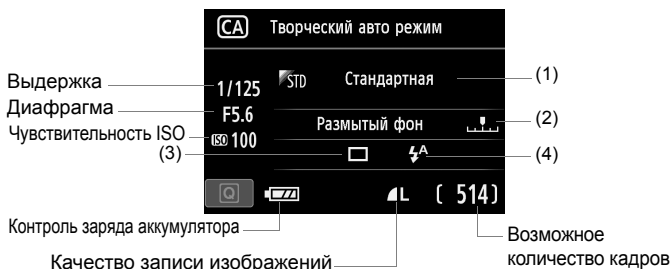 CA Творческий авто режим
Выдержка
1/125
STD Стандартная
(1)
Диафрагма
F5.6
Размытый фон
(2)
Чувствительность ISO
ISO 100
(3)
A
(4)
Q
L
[ 514]
Контроль заряда аккумулятора
Возможное
количество кадров
Качество записи изображений